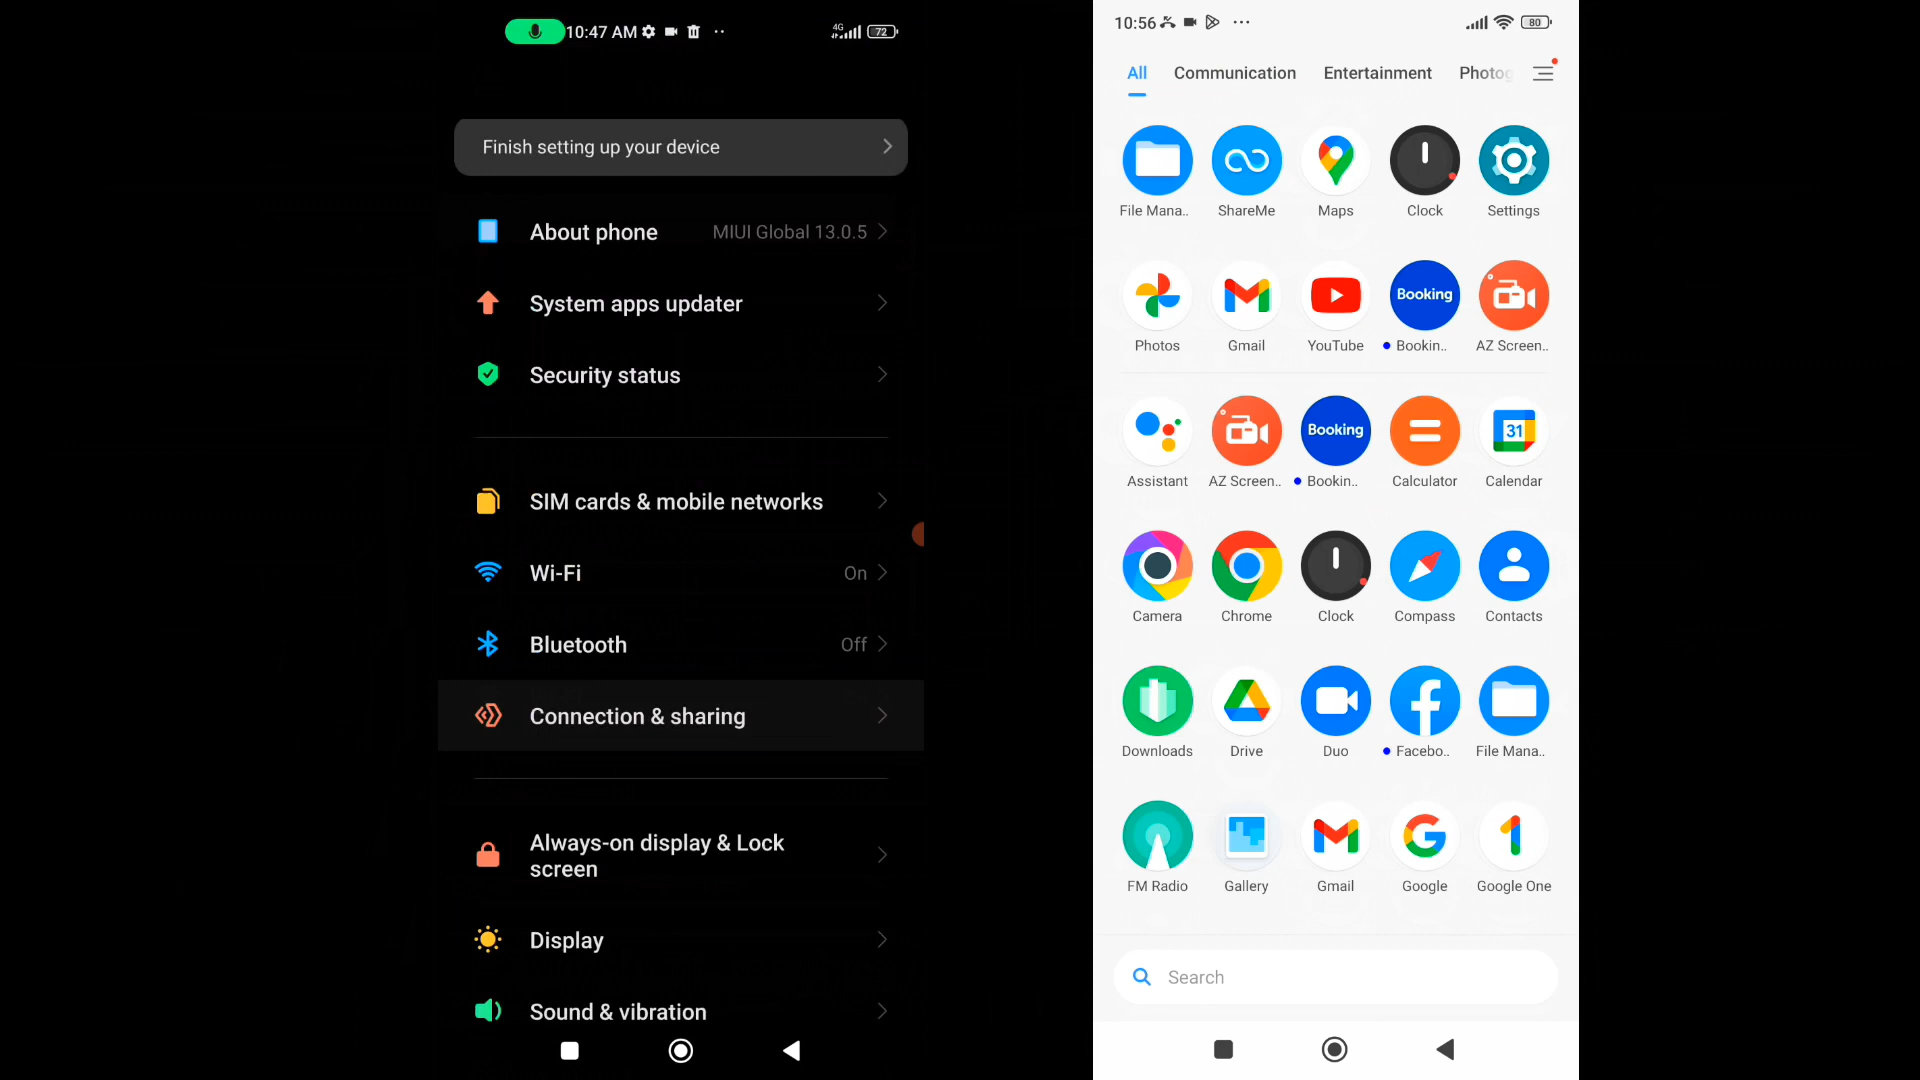 10:47 AM
4G
72
Finish setting up your device
About phone
MIUI Global 13.0.5
System apps updater
Security status
SIM cards & mobile networks
Wi-Fi
On
Bluetooth
Off
Connection & sharing
Always-on display & Lock
screen
Display
Sound & vibration
10:56
80
All Communication Entertainment Photog
File Mana.. ShareMe Maps Clock Settings
Booking
Photos Gmail YouTube Bookin.. AZ Screen..
Booking
31
Assistant AZ Screen.. Bookin.. Calculator Calendar
Camera Chrome Clock Compass Contacts
Downloads Drive Duo Facebo.. File Mana..
FM Radio Gallery Gmail Google Google One
Search